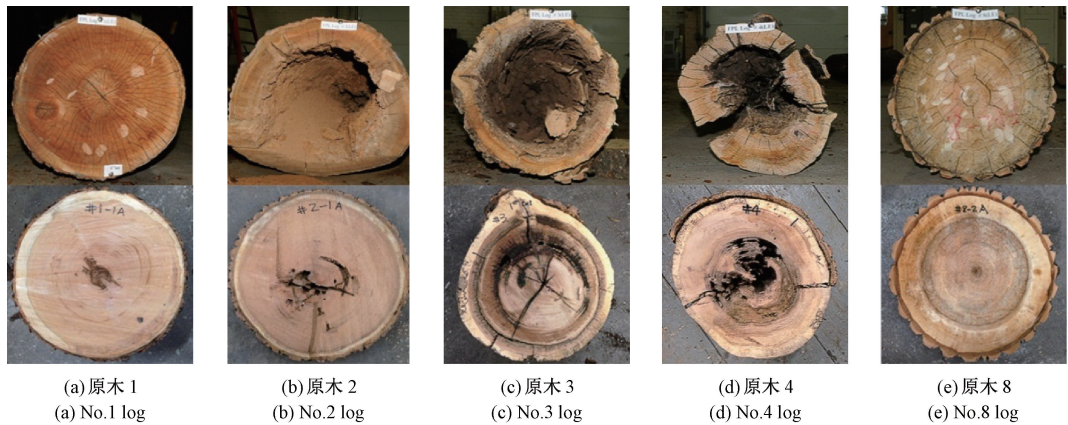 #1-1A
#2-1A
#3
#4
#8-2A
(a) 原木 1
(b) 原木 2
(c) 原木 3
(d) 原木 4
(e) 原木 8
(a) No.1 log
(b) No.2 log
(c) No.3 log
(d) No.4 log
(e) No.8 log